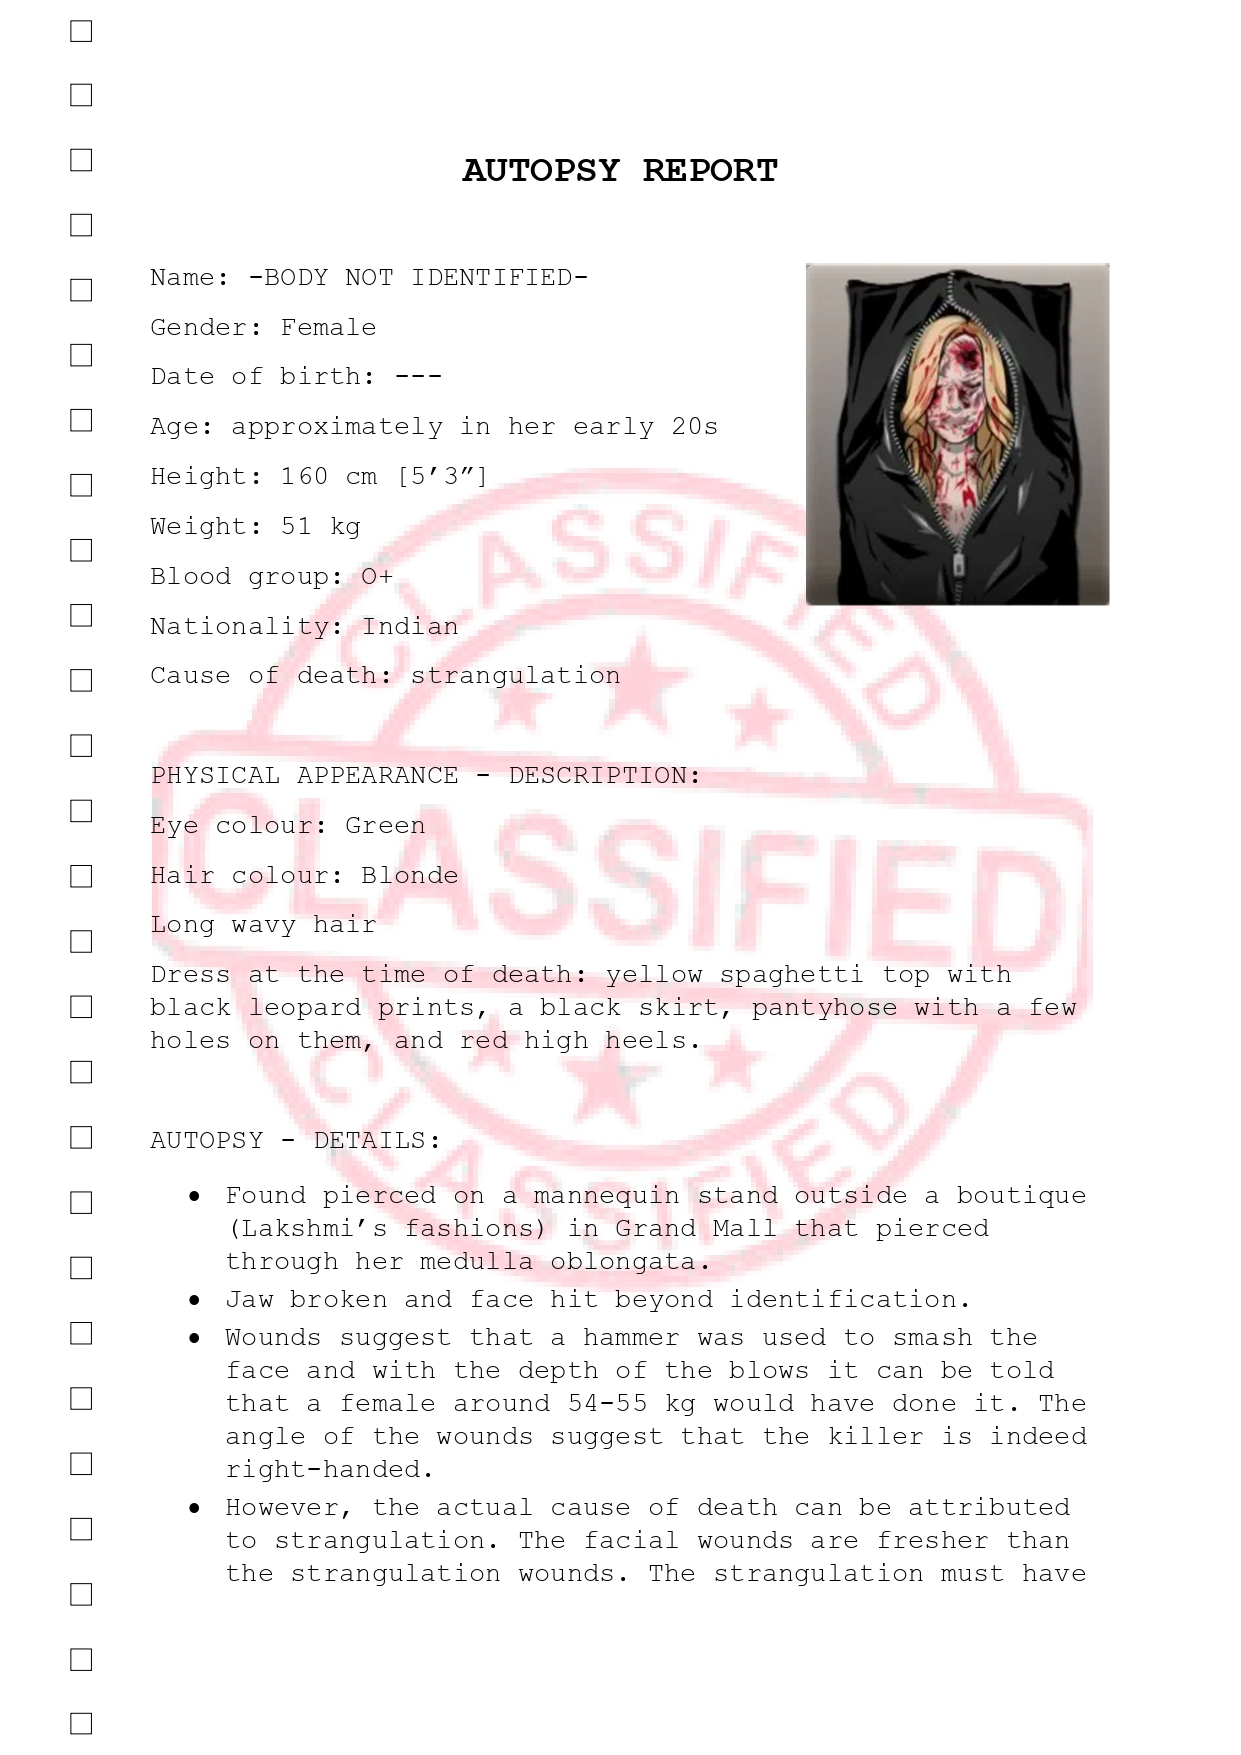 AUTOPSY REPORT
Name: -BODY NOT IDENTIFIED-
Gender: Female
Date of birth: ---
Age: approximately in her early 20s
Height: 160 cm [5’3”]
Weight: 51 kg
Blood group: O+
Nationality: Indian
Cause of death: strangulation
PHYSICAL APPEARANCE - DESCRIPTION:
Eye colour: Green
Hair colour: Blonde
Long wavy hair
Dress at the time of death: yellow spaghetti top with
black leopard prints, a black skirt, pantyhose with a few
holes on them, and red high heels.
AUTOPSY - DETAILS:
• Found pierced on a mannequin stand outside a boutique
(Lakshmi’s fashions) in Grand Mall that pierced
through her medulla oblongata.
• Jaw broken and face hit beyond identification.
• Wounds suggest that a hammer was used to smash the
face and with the depth of the blows it can be told
that a female around 54-55 kg would have done it. The
angle of the wounds suggest that the killer is indeed
right-handed.
• However, the actual cause of death can be attributed
to strangulation. The facial wounds are fresher than
the strangulation wounds. The strangulation must have
CLASSIFIED
CLASSIFIED
CLASSIFIED